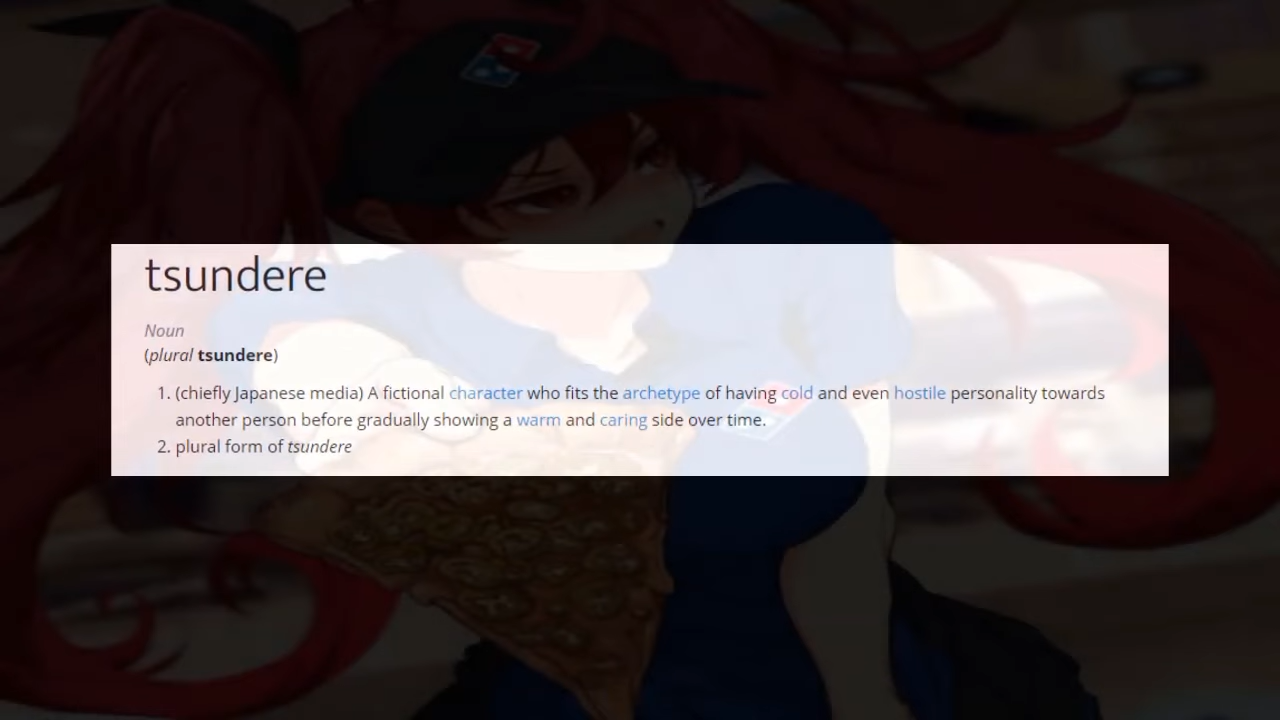 tsundere
Noun
(plural tsundere)
1. (chiefly Japanese media) A fictional character who fits the archetype of having cold and even hostile personality towards
another person before gradually showing a warm and caring side over time.
2. plural form of tsundere